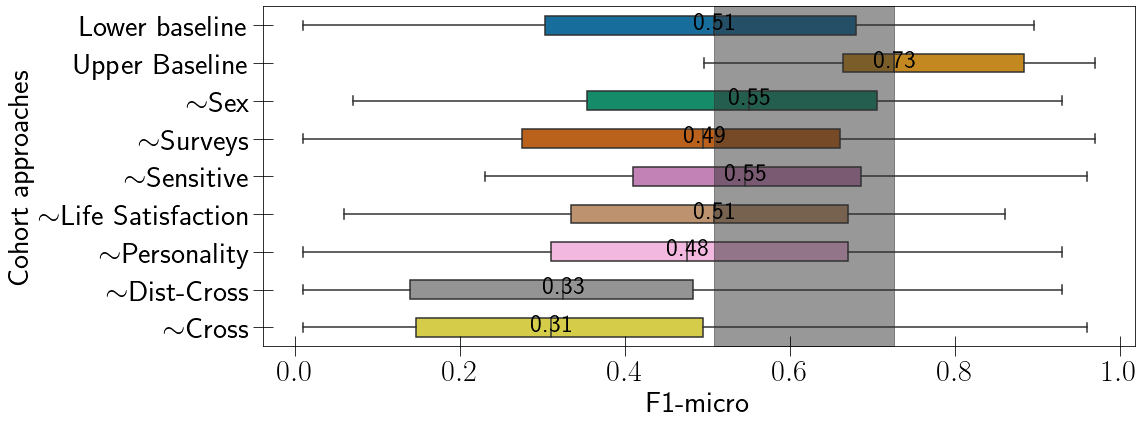 Cohort approaches
Lower baseline 0.51
Upper Baseline 0.73
~Sex 0.55
~Surveys 0.49
~Sensitive 0.55
~Life Satisfaction 0.51
~Personality 0.48
~Dist-Cross 0.33
~Cross 0.31
0.0 0.2 0.4 0.6 0.8 1.0
F1-micro